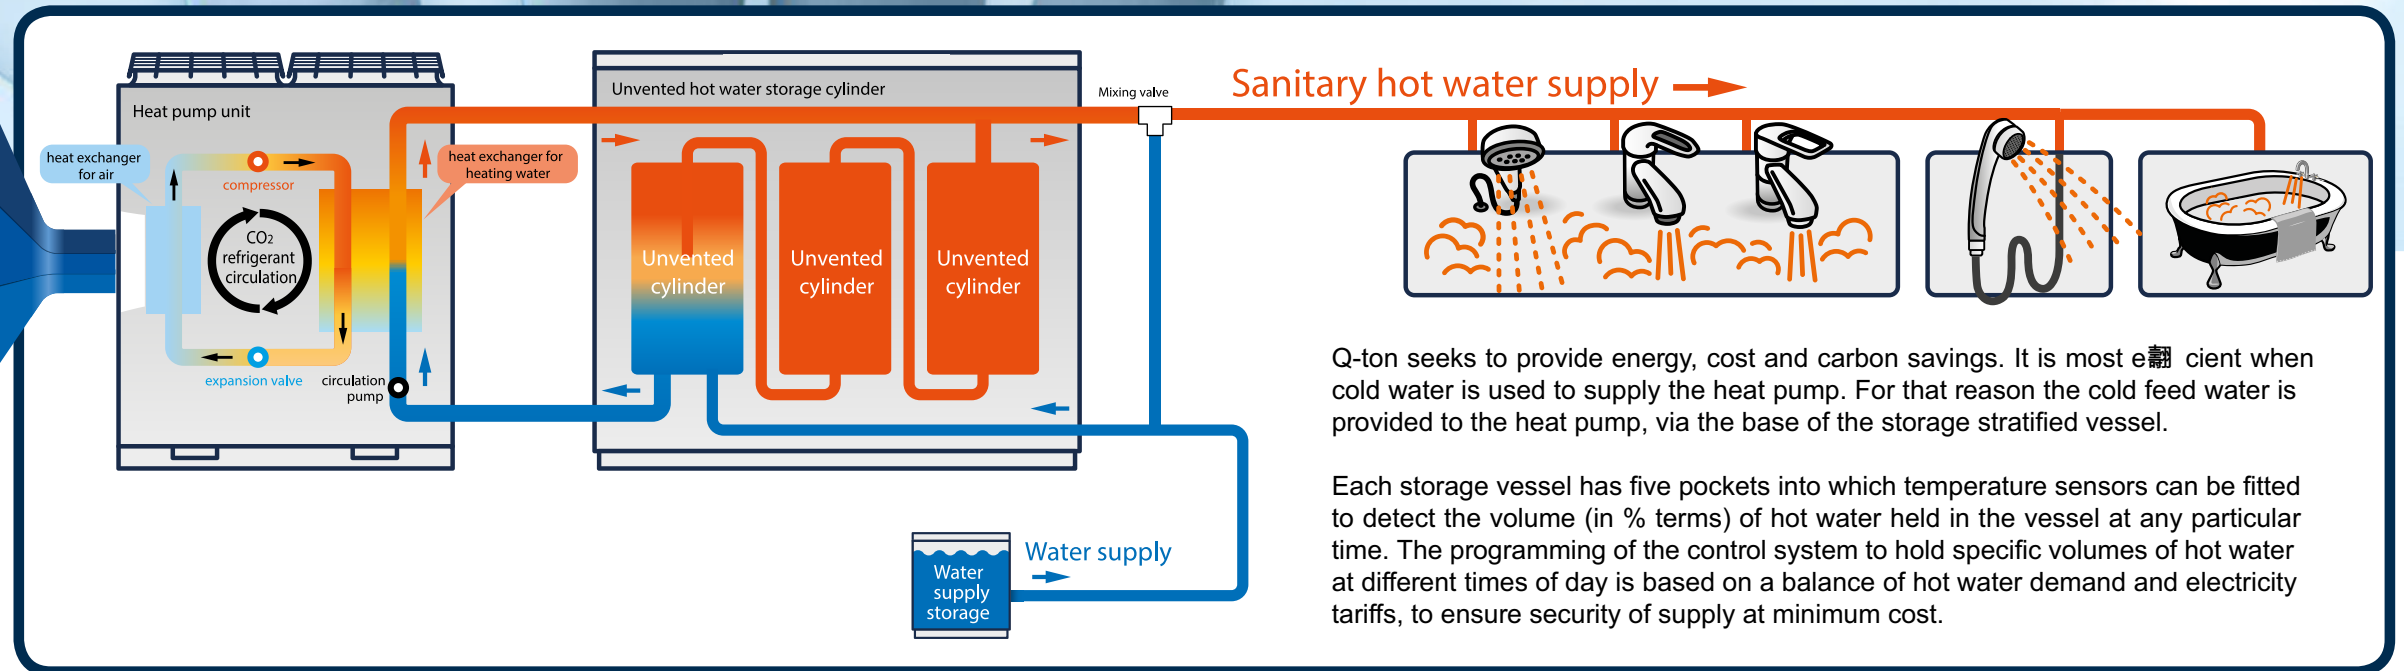 Heat pump unit
heat exchanger
for air
compressor
heat exchanger for
heating water
CO₂
refrigerant
circulation
expansion valve
circulation
pump
Unvented hot water storage cylinder
Unvented
cylinder
Unvented
cylinder
Unvented
cylinder
Mixing valve
Sanitary hot water supply
Water supply
Water
supply
storage
Q-ton seeks to provide energy, cost and carbon savings. It is most e翿 cient when
cold water is used to supply the heat pump. For that reason the cold feed water is
provided to the heat pump, via the base of the storage stratified vessel.
Each storage vessel has five pockets into which temperature sensors can be fitted
to detect the volume (in % terms) of hot water held in the vessel at any particular
time. The programming of the control system to hold specific volumes of hot water
at different times of day is based on a balance of hot water demand and electricity
tariffs, to ensure security of supply at minimum cost.